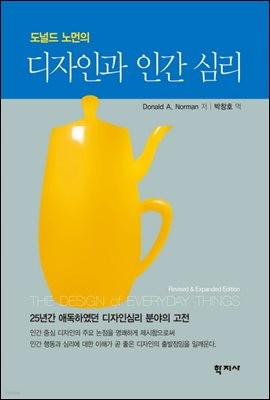 도널드 노먼의
디자인과 인간 심리
Donald A. Norman 저 | 박창호 역
Revised & Expanded Edition
THE DESIGN of EVERYDAY THINGS
25년간 애독하였던 디자인심리 분야의 고전
인간 중심 디자인의 주요 논점을 명쾌하게 제시함으로써
인간 행동과 심리에 대한 이해가 곧 좋은 디자인의 출발점임을 일깨운다.
학지사